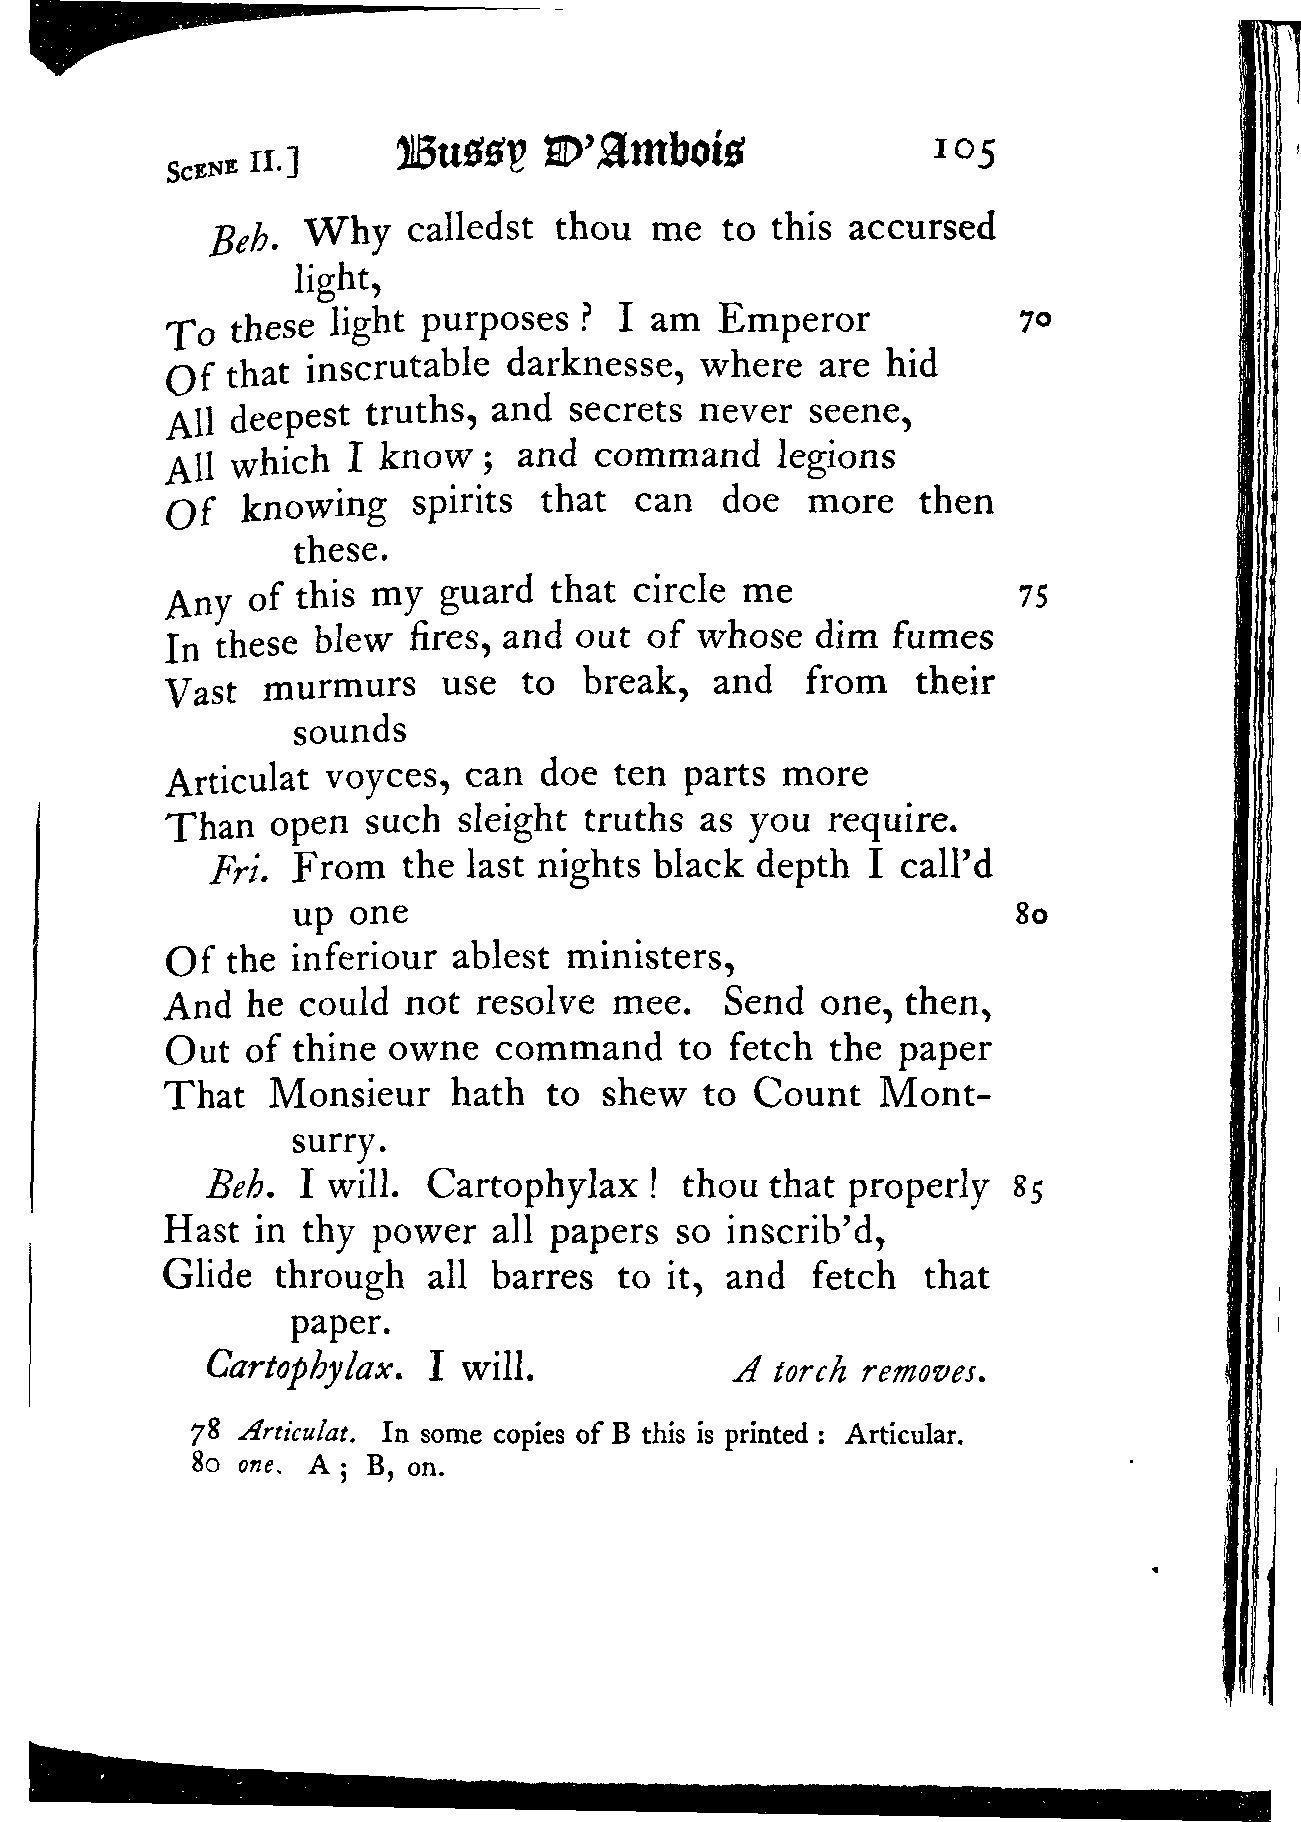 SCENE II.] Bussy D'Ambois 105
Beh. Why calledst thou me to this accursed
light,
To these light purposes ? I am Emperor 70
Of that inscrutable darknesse, where are hid
All deepest truths, and secrets never seene,
All which I know ; and command legions
Of knowing spirits that can doe more then
these.
Any of this my guard that circle me 75
In these blew fires, and out of whose dim fumes
Vast murmurs use to break, and from their
sounds
Articulat voyces, can doe ten parts more
Than open such sleight truths as you require.
Fri. From the last nights black depth I call'd
up one 80
Of the inferiour ablest ministers,
And he could not resolve mee. Send one, then,
Out of thine owne command to fetch the paper
That Monsieur hath to shew to Count Mont-
surry.
Beh. I will. Cartophylax ! thou that properly 85
Hast in thy power all papers so inscrib'd,
Glide through all barres to it, and fetch that
paper.
Cartophylax. I will. A torch removes.
78 Articulat. In some copies of B this is printed : Articular.
80 one. A ; B, on.